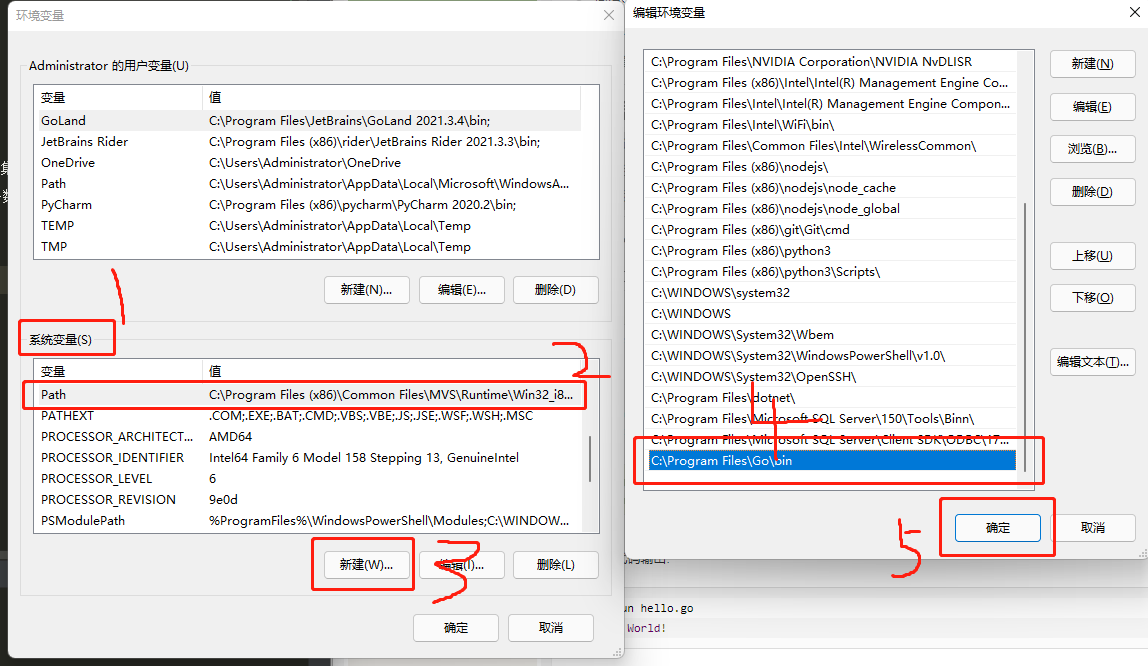 环境变量
Administrator 的用户变量(U)
变量 值
GoLand C:\Program Files\JetBrains\GoLand 2021.3.4\bin;
JetBrains Rider C:\Program Files (x86)\rider\JetBrains Rider 2021.3.3\bin;
OneDrive C:\Users\Administrator\OneDrive
Path C:\Users\Administrator\AppData\Local\Microsoft\WindowsA...
PyCharm C:\Program Files (x86)\pycharm\PyCharm 2020.2\bin;
TEMP C:\Users\Administrator\AppData\Local\Temp
TMP C:\Users\Administrator\AppData\Local\Temp
新建(N)... 编辑(E)... 删除(D)
1
系统变量(S)
2
变量 值
Path C:\Program Files (x86)\Common Files\MVS\Runtime\Win32_i8...
PATHEXT .COM;.EXE;.BAT;.CMD;.VBS;.VBE;.JS;.JSE;.WSF;.WSH;.MSC
PROCESSOR_ARCHITECT... AMD64
PROCESSOR_IDENTIFIER Intel64 Family 6 Model 158 Stepping 13, GenuineIntel
PROCESSOR_LEVEL 6
PROCESSOR_REVISION 9e0d
PSModulePath %ProgramFiles%\WindowsPowerShell\Modules;C:\WINDOW...
新建(W)... 3 编辑(I)... 删除(L)
确定 取消
编辑环境变量
C:\Program Files\NVIDIA Corporation\NVIDIA NvDLISR
C:\Program Files (x86)\Intel\Intel(R) Management Engine Co...
C:\Program Files\Intel\Intel(R) Management Engine Compon...
C:\Program Files\Intel\WiFi\bin\
C:\Program Files\Common Files\Intel\WirelessCommon\
C:\Program Files (x86)\nodejs\
C:\Program Files (x86)\nodejs\node_cache
C:\Program Files (x86)\nodejs\node_global
C:\Program Files (x86)\git\Git\cmd
C:\Program Files (x86)\python3
C:\Program Files (x86)\python3\Scripts\
C:\WINDOWS\system32
C:\WINDOWS
C:\WINDOWS\System32\Wbem
C:\WINDOWS\System32\WindowsPowerShell\v1.0\
C:\WINDOWS\System32\OpenSSH\
C:\Program Files\dotnet\
4
C:\Program Files\Microsoft SQL Server\150\Tools\Binn\
C:\Program Files\Microsoft SQL Server\Client SDK\ODBC\17...
C:\Program Files\Go\bin
新建(N)
编辑(E)
浏览(B)...
删除(D)
上移(U)
下移(O)
编辑文本(T)...
5
确定 取消
un hello.go
World!